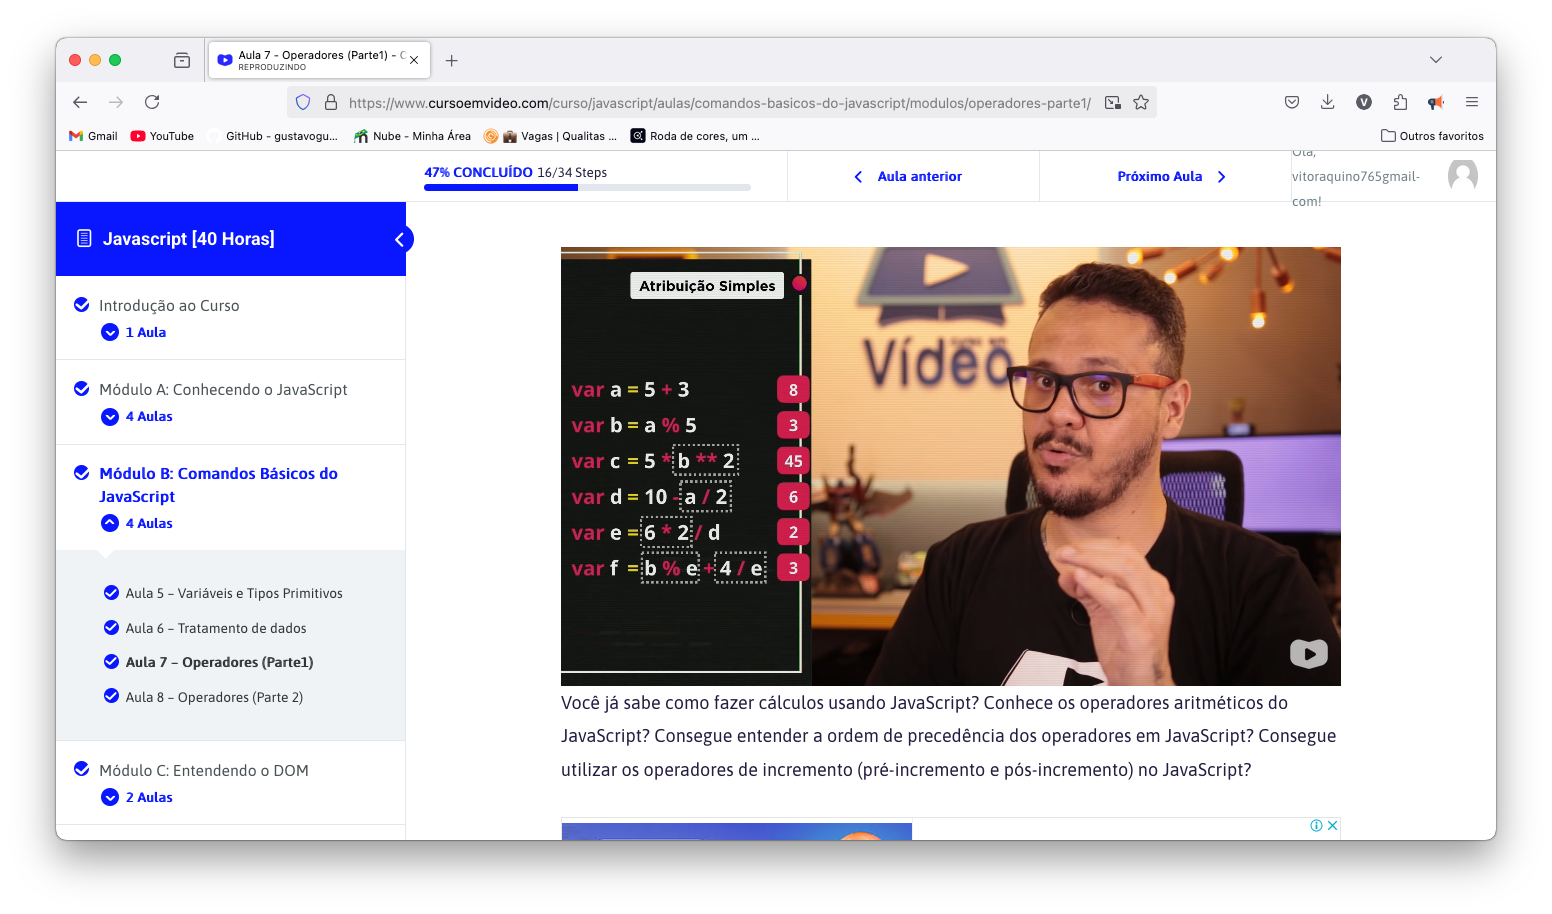 Aula 7 - Operadores (Parte1) - C
REPRODUZINDO
https://www.cursoemvideo.com/curso/javascript/aulas/comandos-basicos-do-javascript/modulos/operadores-parte1/
V
Gmail
YouTube
GitHub - gustavogu...
Nube - Minha Área
Vagas | Qualitas ...
Roda de cores, um ...
Outros favoritos
47% CONCLUÍDO 16/34 Steps
Aula anterior
Próximo Aula
Olá,
vitoraquino765gmail-
com!
Javascript [40 Horas]
Introdução ao Curso
1 Aula
Módulo A: Conhecendo o JavaScript
4 Aulas
Módulo B: Comandos Básicos do
JavaScript
4 Aulas
Aula 5 – Variáveis e Tipos Primitivos
Aula 6 – Tratamento de dados
Aula 7 – Operadores (Parte1)
Aula 8 – Operadores (Parte 2)
Módulo C: Entendendo o DOM
2 Aulas
Atribuição Simples
var a = 5 + 3 8
var b = a % 5 3
var c = 5 * b ** 2 45
var d = 10 - a / 2 6
var e = 6 * 2 / d 2
var f = b % e + 4 / e 3
Vídeo
Você já sabe como fazer cálculos usando JavaScript? Conhece os operadores aritméticos do
JavaScript? Consegue entender a ordem de precedência dos operadores em JavaScript? Consegue
utilizar os operadores de incremento (pré-incremento e pós-incremento) no JavaScript?